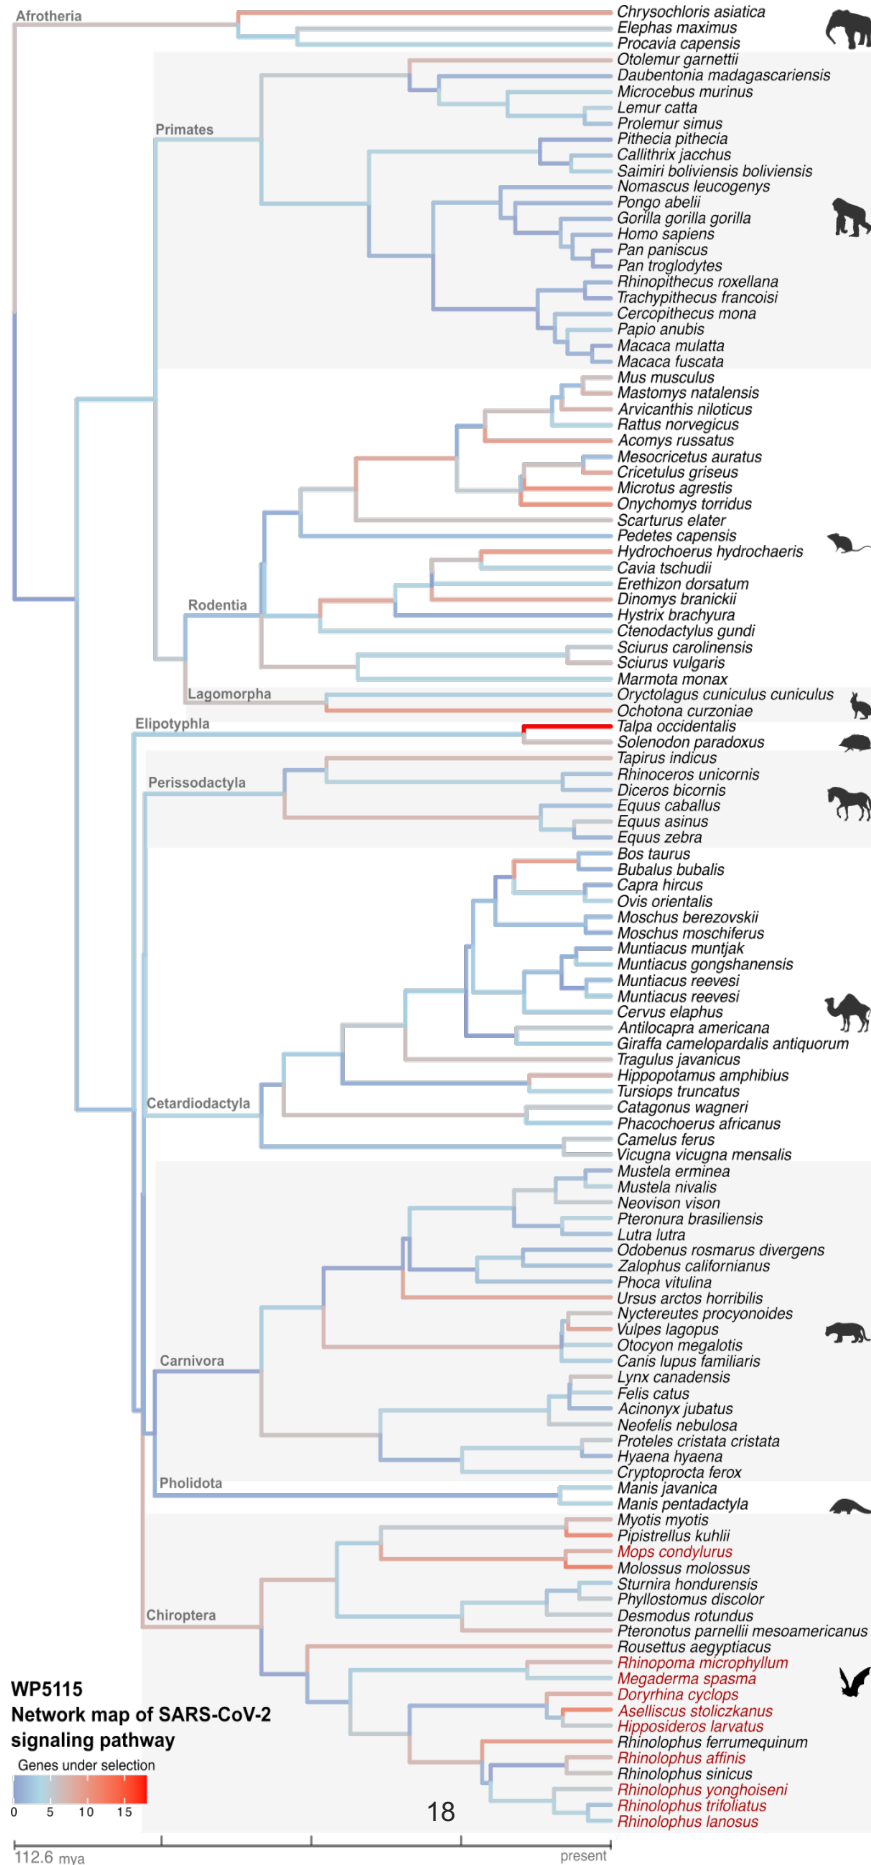 Afrotheria
Chrysochloris asiatica
Elephas maximus
Procavia capensis
Otolemur garnettii
Daubentonia madagascariensis
Microcebus murinus
Lemur catta
Prolemur simus
Primates
Pithecia pithecia
Callithrix jacchus
Saimiri boliviensis boliviensis
Nomascus leucogenys
Pongo abelii
Gorilla gorilla gorilla
Homo sapiens
Pan paniscus
Pan troglodytes
Rhinopithecus roxellana
Trachypithecus francoisi
Cercopithecus mona
Papio anubis
Macaca mulatta
Macaca fuscata
Mus musculus
Mastomys natalensis
Arvicanthis niloticus
Rattus norvegicus
Acomys russatus
Mesocricetus auratus
Cricetulus griseus
Microtus agrestis
Onychomys torridus
Scarturus elater
Pedetes capensis
Hydrochoerus hydrochaeris
Cavia tschudii
Erethizon dorsatum
Dinomys branickii
Rodentia
Hystrix brachyura
Ctenodactylus gundi
Sciurus carolinensis
Sciurus vulgaris
Marmota monax
Lagomorpha
Oryctolagus cuniculus cuniculus
Ochotona curzoniae
Elipotyphla
Talpa occidentalis
Solenodon paradoxus
Tapirus indicus
Rhinoceros unicornis
Perissodactyla
Diceros bicornis
Equus caballus
Equus asinus
Equus zebra
Bos taurus
Bubalus bubalis
Capra hircus
Ovis orientalis
Moschus berezovskii
Moschus moschiferus
Muntiacus muntjak
Muntiacus gongshanensis
Muntiacus reevesi
Muntiacus reevesi
Cervus elaphus
Antilocapra americana
Giraffa camelopardalis antiquorum
Tragulus javanicus
Hippopotamus amphibius
Tursiops truncatus
Cetardiodactyla
Catagonus wagneri
Phacochoerus africanus
Camelus ferus
Vicugna vicugna mensalis
Mustela erminea
Mustela nivalis
Neovison vison
Pteronura brasiliensis
Lutra lutra
Odobenus rosmarus divergens
Zalophus californianus
Phoca vitulina
Ursus arctos horribilis
Nyctereutes procyonoides
Vulpes lagopus
Otocyon megalotis
Carnivora
Canis lupus familiaris
Lynx canadensis
Felis catus
Acinonyx jubatus
Neofelis nebulosa
Proteles cristata cristata
Hyaena hyaena
Cryptoprocta ferox
Pholidota
Manis javanica
Manis pentadactyla
Myotis myotis
Pipistrellus kuhlii
Mops condylurus
Molossus molossus
Sturnira hondurensis
Phyllostomus discolor
Chiroptera
Desmodus rotundus
Pteronotus parnellii mesoamericanus
Rousettus aegyptiacus
Rhinopoma microphyllum
Megaderma spasma
Doryrhina cyclops
Aselliscus stoliczkanus
Hipposideros larvatus
Rhinolophus ferrumequinum
Rhinolophus affinis
Rhinolophus sinicus
Rhinolophus yonghoiseni
Rhinolophus trifoliatus
Rhinolophus lanosus
WP5115
Network map of SARS-CoV-2
signaling pathway
Genes under selection
0 5 10 15
18
112.6 mya present